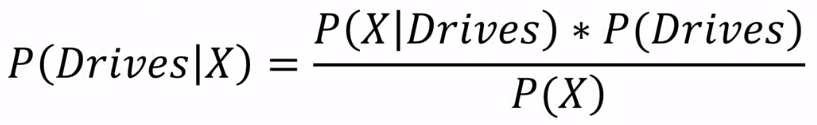 P(Drives|X) = P(X|Drives) * P(Drives) / P(X)